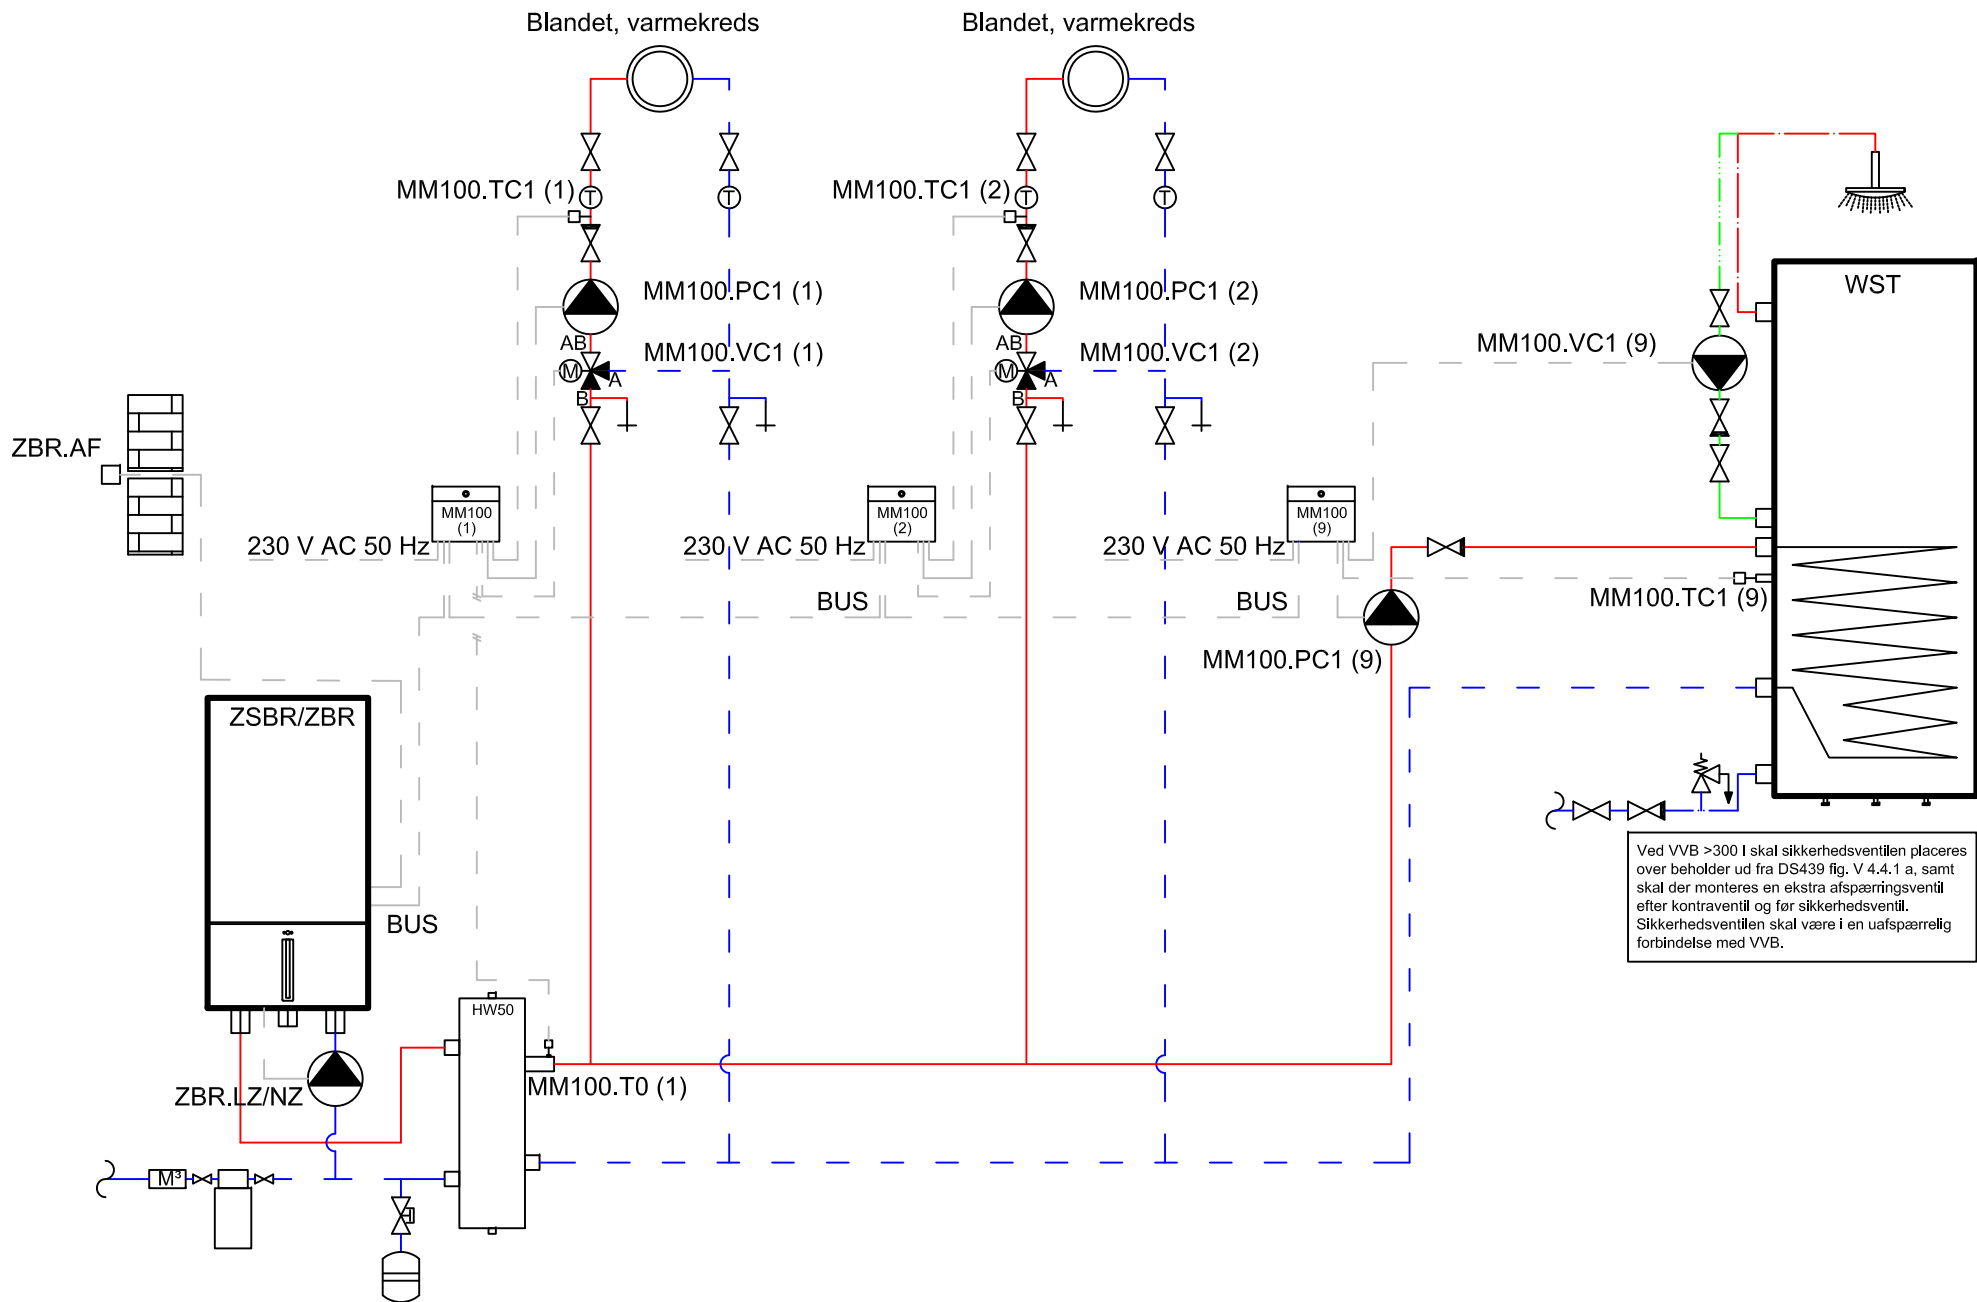 Blandet, varmekreds
Blandet, varmekreds
MM100.TC1 (1)
T
T
MM100.TC1 (2)
T
T
MM100.PC1 (1)
MM100.PC1 (2)
WST
AB
MM100.VC1 (1)
M
A
B
AB
MM100.VC1 (2)
M
A
B
MM100.VC1 (9)
ZBR.AF
MM100
(1)
MM100
(2)
MM100
(9)
230 V AC 50 Hz
230 V AC 50 Hz
230 V AC 50 Hz
BUS
BUS
MM100.TC1 (9)
MM100.PC1 (9)
ZSBR/ZBR
BUS
Ved VVB >300 l skal sikkerhedsventilen placeres
over beholder ud fra DS439 fig. V 4.4.1 a, samt
skal der monteres en ekstra afspærringsventil
efter kontraventil og før sikkerhedsventil.
Sikkerhedsventilen skal være i en uafspærrelig
forbindelse med VVB.
HW50
ZBR.LZ/NZ
MM100.T0 (1)
M³